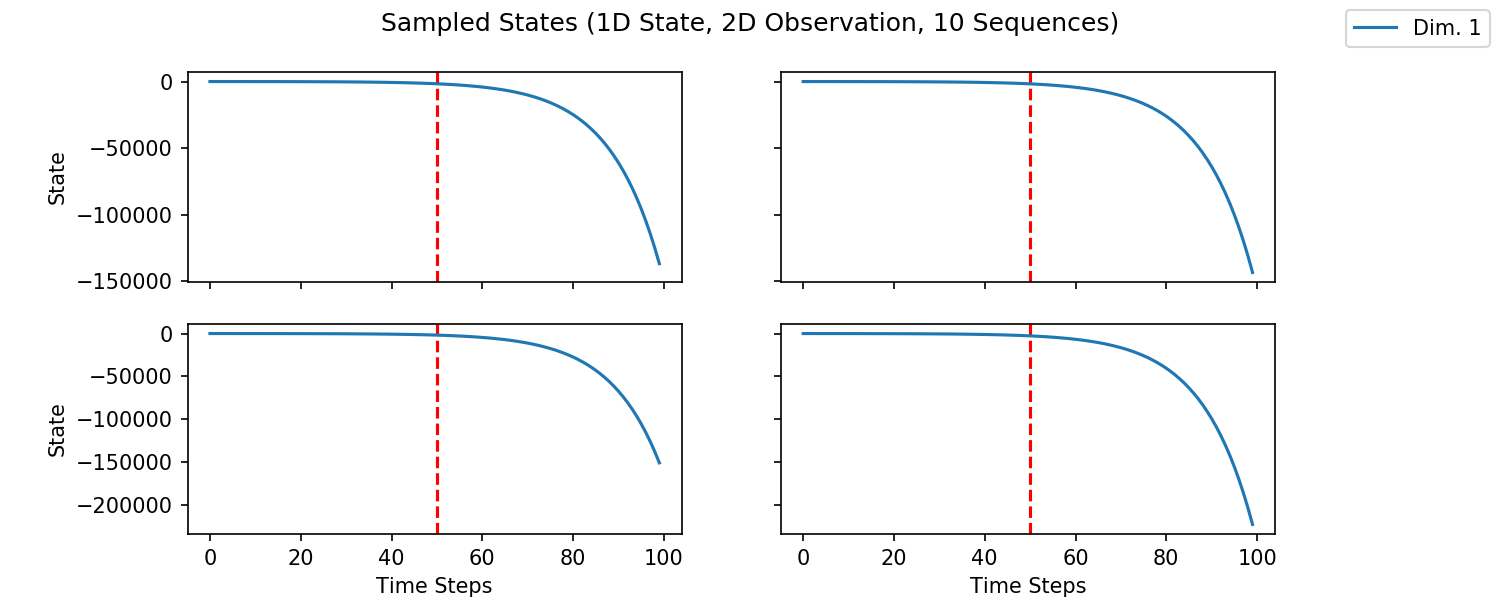 Sampled States (1D State, 2D Observation, 10 Sequences)
Dim. 1
State
0
−50000
−100000
−150000
State
0
−50000
−100000
−150000
−200000
0 20 40 60 80 100
0 20 40 60 80 100
Time Steps
Time Steps